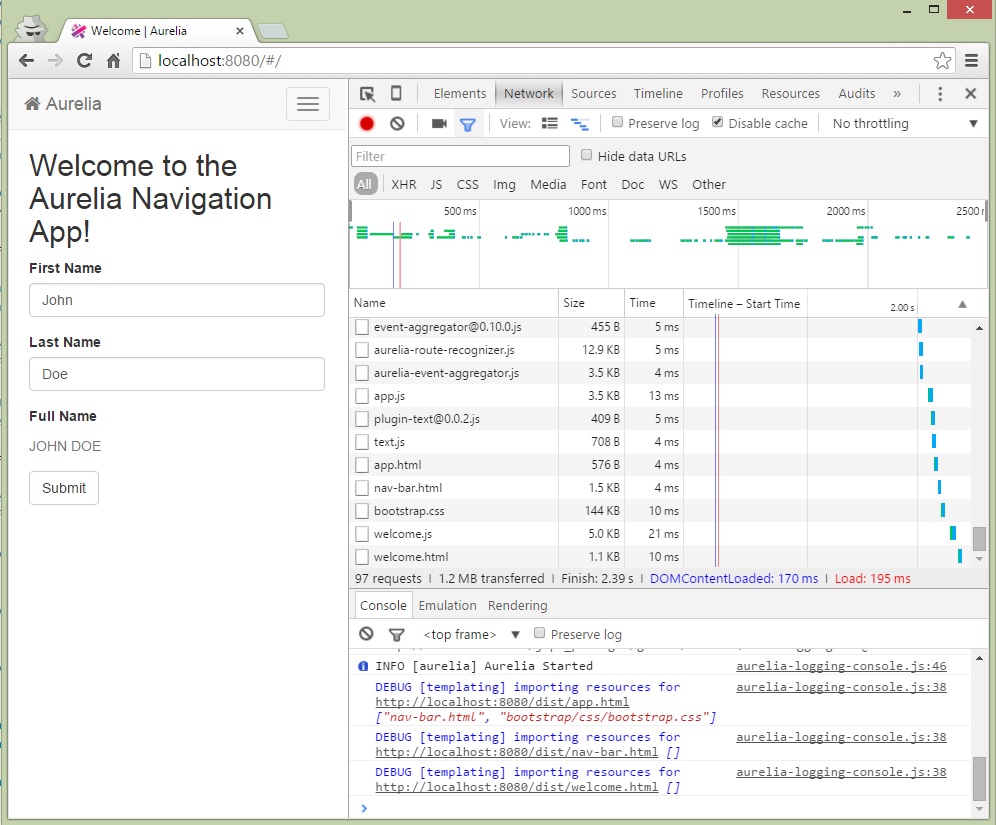 Welcome | Aurelia
localhost:8080/#/
Aurelia
Welcome to the
Aurelia Navigation
App!
First Name
John
Last Name
Doe
Full Name
JOHN DOE
Submit
Elements Network Sources Timeline Profiles Resources Audits »
View: Preserve log Disable cache No throttling
Filter Hide data URLs
All XHR JS CSS Img Media Font Doc WS Other
500 ms 1000 ms 1500 ms 2000 ms 2500
Name Size Time Timeline – Start Time 2.00 s
event-aggregator@0.10.0.js 455 B 5 ms
aurelia-route-recognizer.js 12.9 KB 5 ms
aurelia-event-aggregator.js 3.5 KB 4 ms
app.js 3.5 KB 13 ms
plugin-text@0.0.2.js 409 B 5 ms
text.js 708 B 4 ms
app.html 576 B 4 ms
nav-bar.html 1.5 KB 4 ms
bootstrap.css 144 KB 10 ms
welcome.js 5.0 KB 21 ms
welcome.html 1.1 KB 10 ms
97 requests | 1.2 MB transferred | Finish: 2.39 s | DOMContentLoaded: 170 ms | Load: 195 ms
Console Emulation Rendering
<top frame> Preserve log
INFO [aurelia] Aurelia Started aurelia-logging-console.js:46
DEBUG [templating] importing resources for aurelia-logging-console.js:38
http://localhost:8080/dist/app.html
["nav-bar.html", "bootstrap/css/bootstrap.css"]
DEBUG [templating] importing resources for aurelia-logging-console.js:38
http://localhost:8080/dist/nav-bar.html []
DEBUG [templating] importing resources for aurelia-logging-console.js:38
http://localhost:8080/dist/welcome.html []